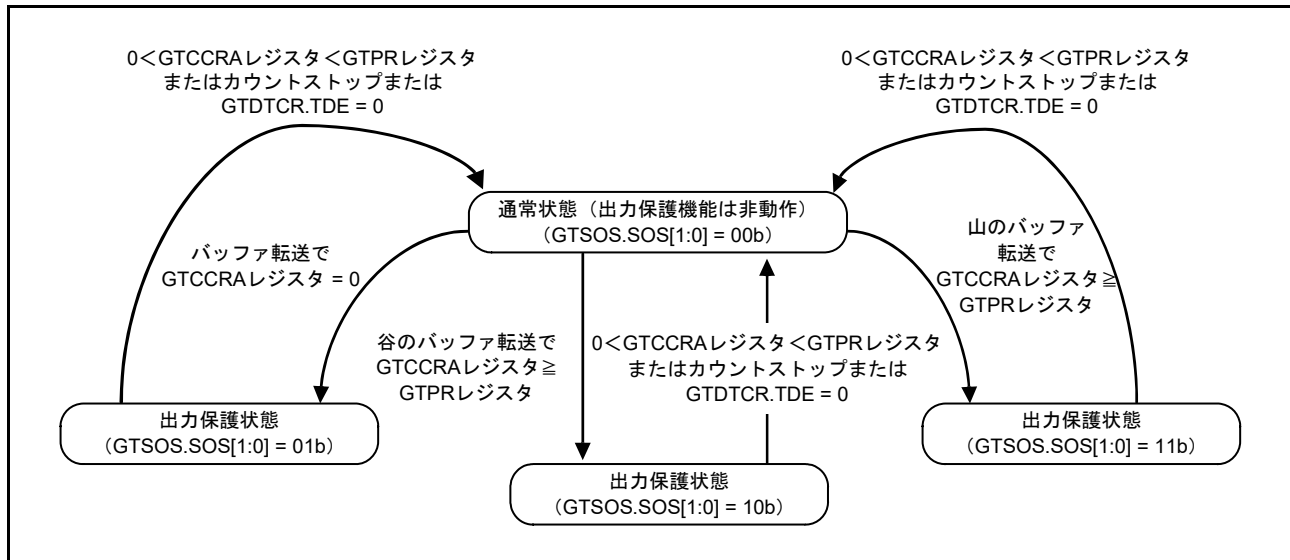 0＜GTCCRAレジスタ＜GTPRレジスタ
またはカウントストップまたは
GTDTCR.TDE = 0
0＜GTCCRAレジスタ＜GTPRレジスタ
またはカウントストップまたは
GTDTCR.TDE = 0
通常状態（出力保護機能は非動作）
（GTSOS.SOS[1:0] = 00b）
バッファ転送で
GTCCRAレジスタ = 0
山のバッファ
転送で
GTCCRAレジスタ≧
GTPRレジスタ
谷のバッファ転送で
GTCCRAレジスタ≧
GTPRレジスタ
0＜GTCCRAレジスタ＜GTPRレジスタ
またはカウントストップまたは
GTDTCR.TDE = 0
出力保護状態
（GTSOS.SOS[1:0] = 01b）
出力保護状態
（GTSOS.SOS[1:0] = 11b）
出力保護状態
（GTSOS.SOS[1:0] = 10b）